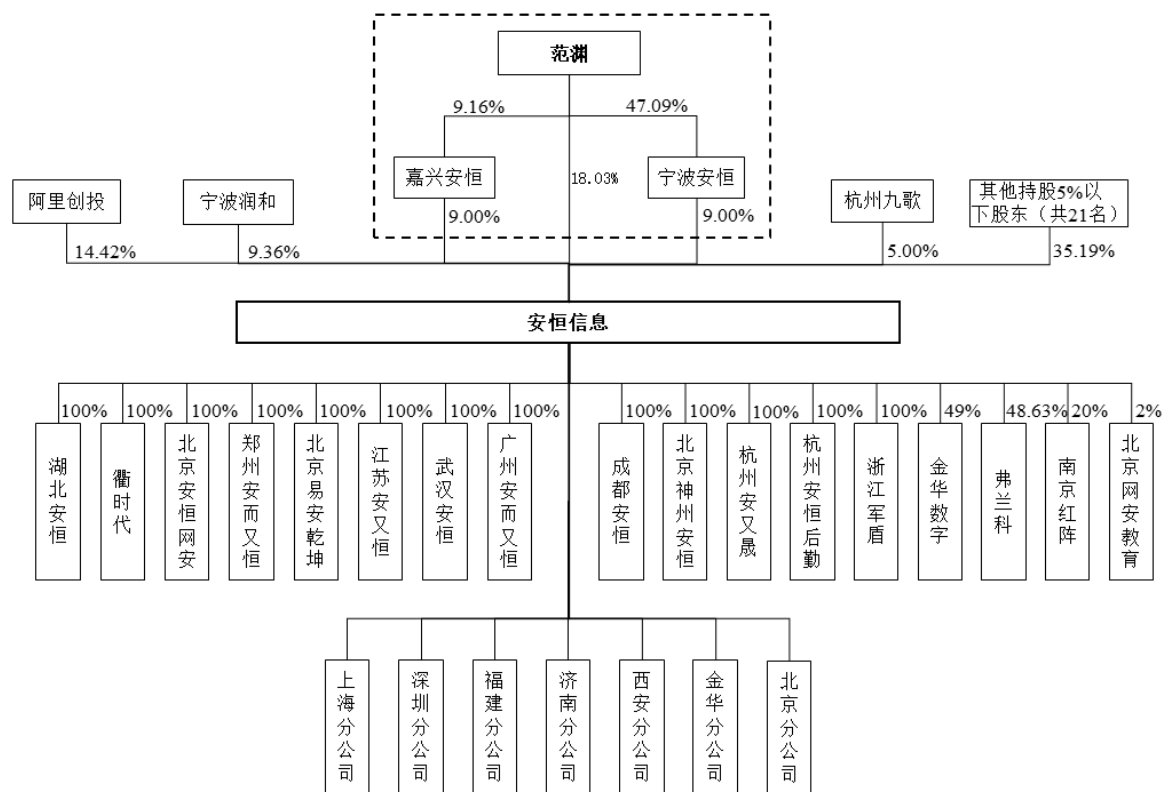 范渊
9.16%
47.09%
嘉兴安恒
18.03%
宁波安恒
阿里创投
宁波润和
杭州九歌
其他持股5%以
下股东（共21名）
9.00%
9.00%
14.42%
9.36%
5.00%
35.19%
安恒信息
100%
100%
100%
100%
100%
100%
100%
100%
100%
100%
100%
100%
100%
49%
48.63%
20%
2%
湖北安恒
衢时代
北京安恒网安
郑州安而又恒
北京易安乾坤
江苏安又恒
武汉安恒
广州安而又恒
成都安恒
北京神州安恒
杭州安又晟
杭州安恒后勤
浙江军盾
金华数字
弗兰科
南京红阵
北京网安教育
上海分公司
深圳分公司
福建分公司
济南分公司
西安分公司
金华分公司
北京分公司